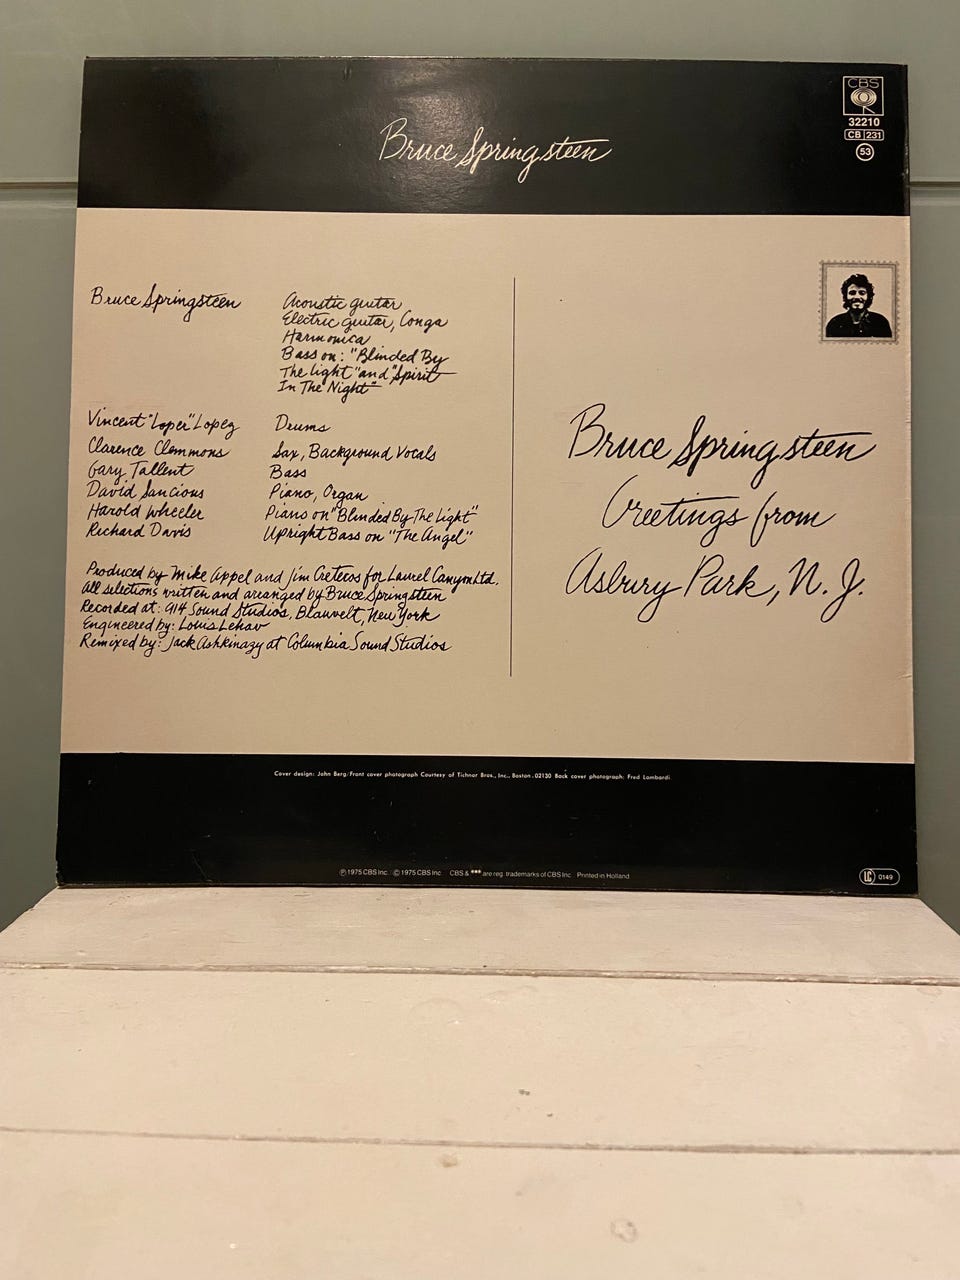 CBS
32210
CB 231
53
Bruce Springsteen
Bruce Springsteen Acoustic guitar
Electric guitar, Conga
Harmonica
Bass on: "Blinded By
The Light" and "Spirit
In The Night"
Vincent "Loper" Lopez Drums
Clarence Clemmons Sax, Background Vocals
Gary Tallent Bass
David Sancious Piano, Organ
Harold Wheeler Piano on "Blinded By The Light"
Richard Davis Upright Bass on "The Angel"
Produced by Mike Appel and Jim Cretecos for Laurel Canyon Ltd.
All selections written and arranged by Bruce Springsteen
Recorded at: 914 Sound Studios, Blauvelt, New York
Engineered by: Louis Lehav
Remixed by: Jack Ashkinazy at Columbia Sound Studios
Bruce Springsteen
Greetings from
Asbury Park, N. J.
Cover design: John Berg/Front cover photograph Courtesy of Tichnor Bros., Inc., Boston, 02130 Back cover photograph: Fred Lombardi
℗ 1975 CBS Inc. © 1975 CBS Inc. CBS & *** are reg. trademarks of CBS Inc Printed in Holland
LC 0149